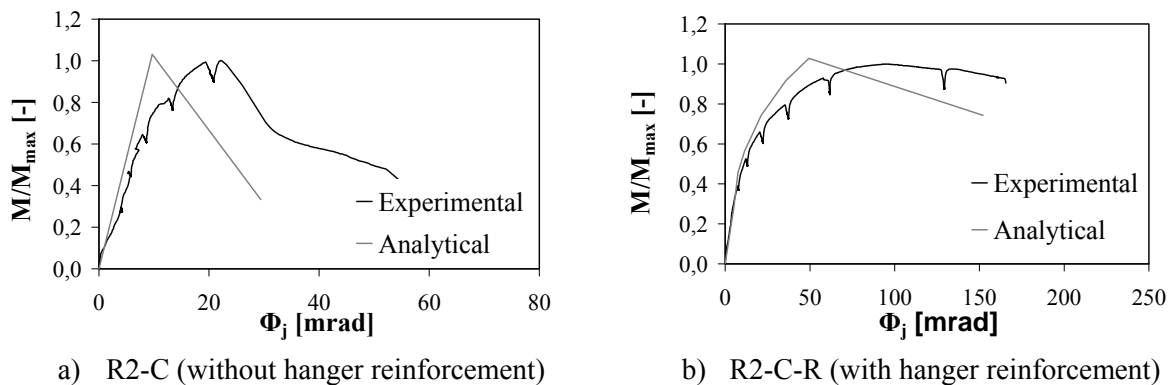 1,2
1,0
0,8
0,6
0,4
0,2
0,0
M/Mmax [-]
Experimental
Analytical
0 20 40 60 80
Φj [mrad]
a) R2-C (without hanger reinforcement)
1,2
1,0
0,8
0,6
0,4
0,2
0,0
M/Mmax [-]
Experimental
Analytical
0 50 100 150 200 250
Φj [mrad]
b) R2-C-R (with hanger reinforcement)